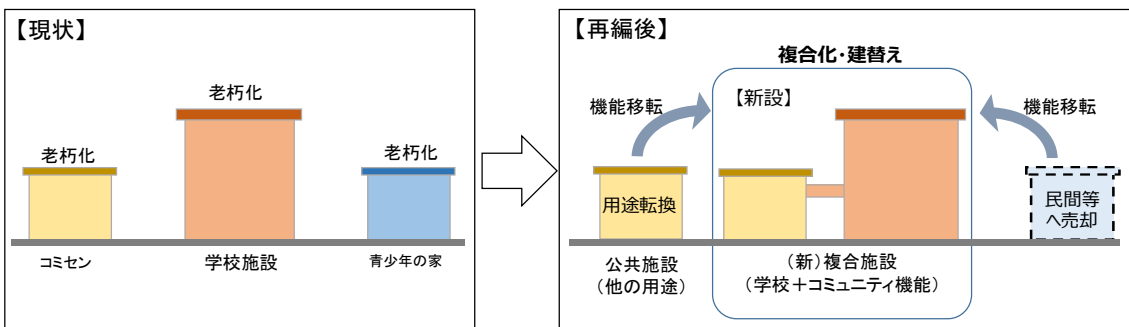 【現状】
老朽化
老朽化
老朽化
コミセン
学校施設
青少年の家
【再編後】
複合化・建替え
【新設】
機能移転
機能移転
用途転換
民間等
へ売却
公共施設
（他の用途）
（新）複合施設
（学校＋コミュニティ機能）